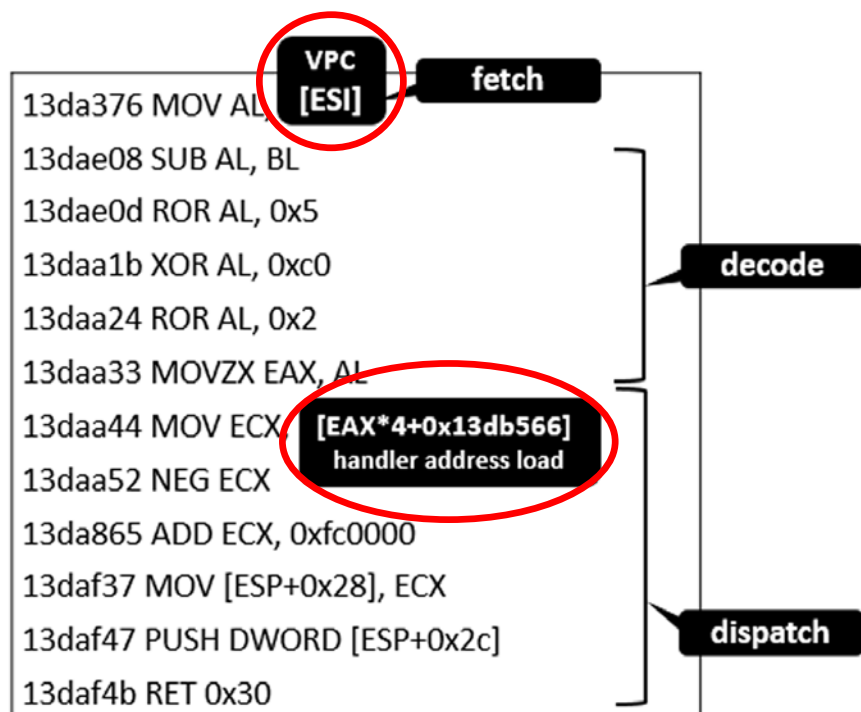 VPC
13da376 MOV AL, [ESI]
fetch
13dae08 SUB AL, BL
13dae0d ROR AL, 0x5
13daa1b XOR AL, 0xc0
decode
13daa24 ROR AL, 0x2
13daa33 MOVZX EAX, AL
13daa44 MOV ECX, [EAX*4+0x13db566]
handler address load
13daa52 NEG ECX
13da865 ADD ECX, 0xfc0000
13daf37 MOV [ESP+0x28], ECX
13daf47 PUSH DWORD [ESP+0x2c]
dispatch
13daf4b RET 0x30